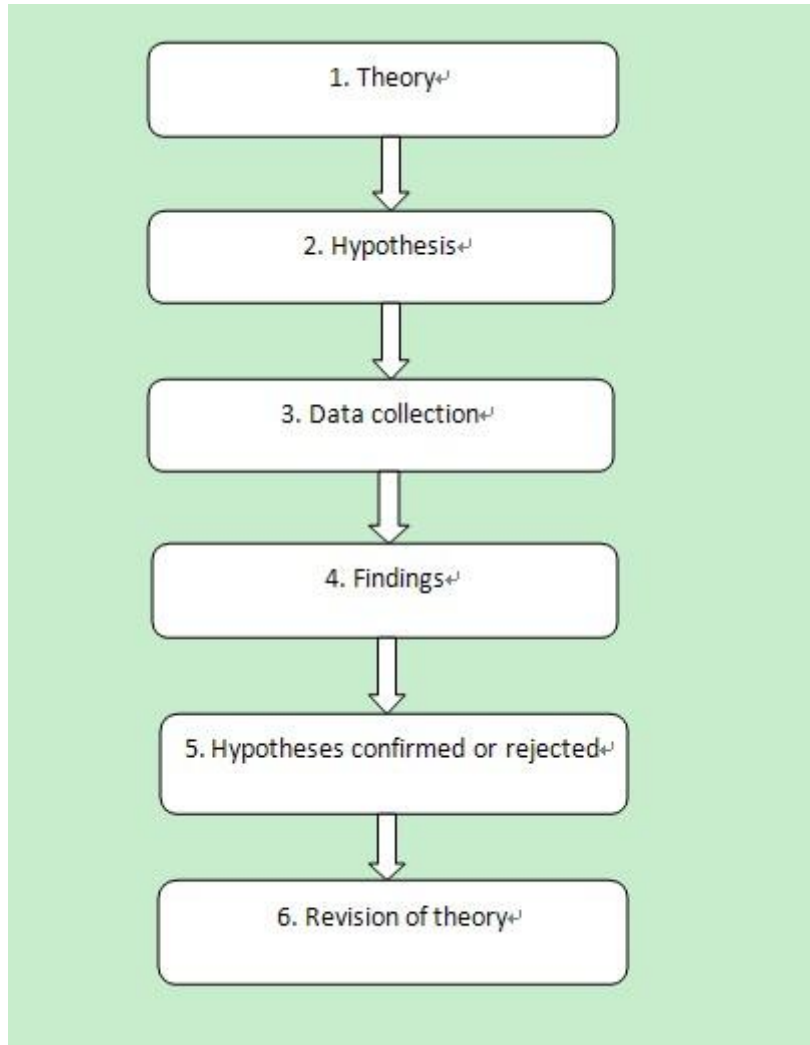 1. Theory↵
2. Hypothesis↵
3. Data collection↵
4. Findings↵
5. Hypotheses confirmed or rejected↵
6. Revision of theory↵